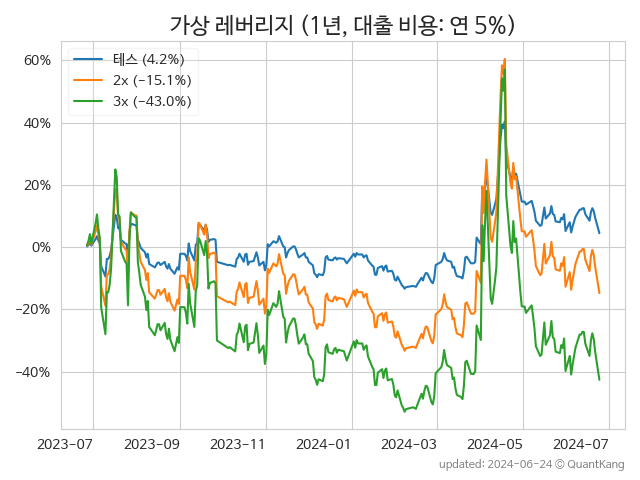 가상 레버리지 (1년, 대출 비용: 연 5%)
테스 (4.2%)
2x (−15.1%)
3x (−43.0%)
60%
40%
20%
0%
−20%
−40%
2023-07 2023-09 2023-11 2024-01 2024-03 2024-05 2024-07
updated: 2024-06-24 © QuantKang